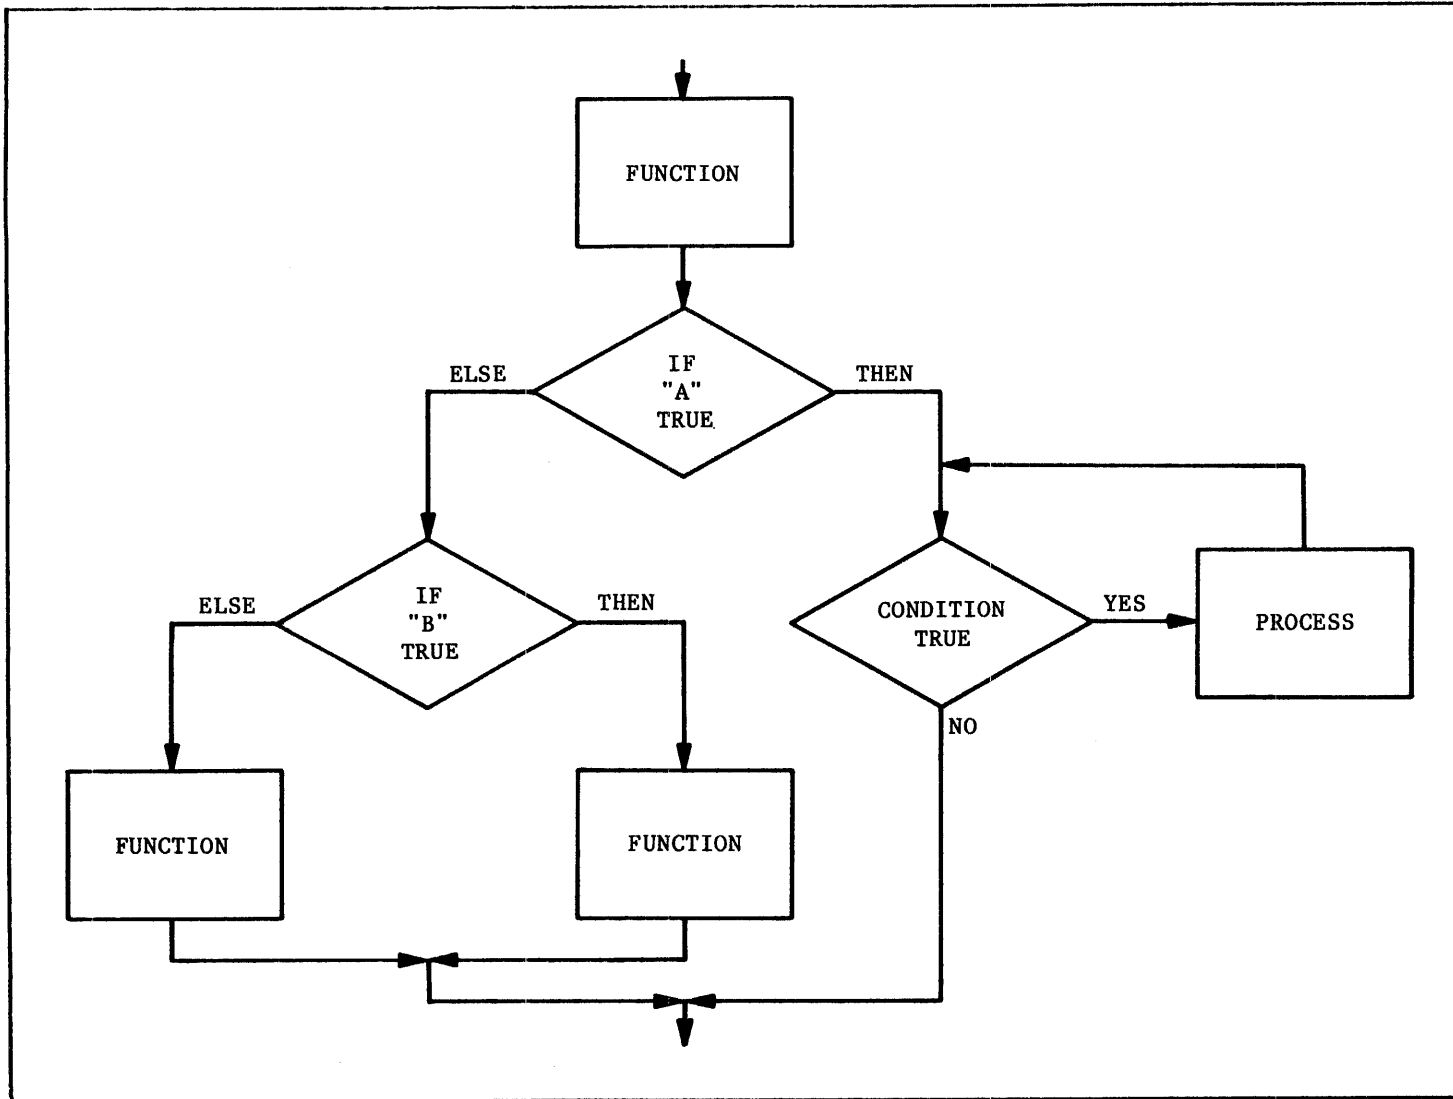 FUNCTION
IF
"A"
TRUE
ELSE
THEN
IF
"B"
TRUE
ELSE
THEN
CONDITION
TRUE
YES
PROCESS
NO
FUNCTION
FUNCTION